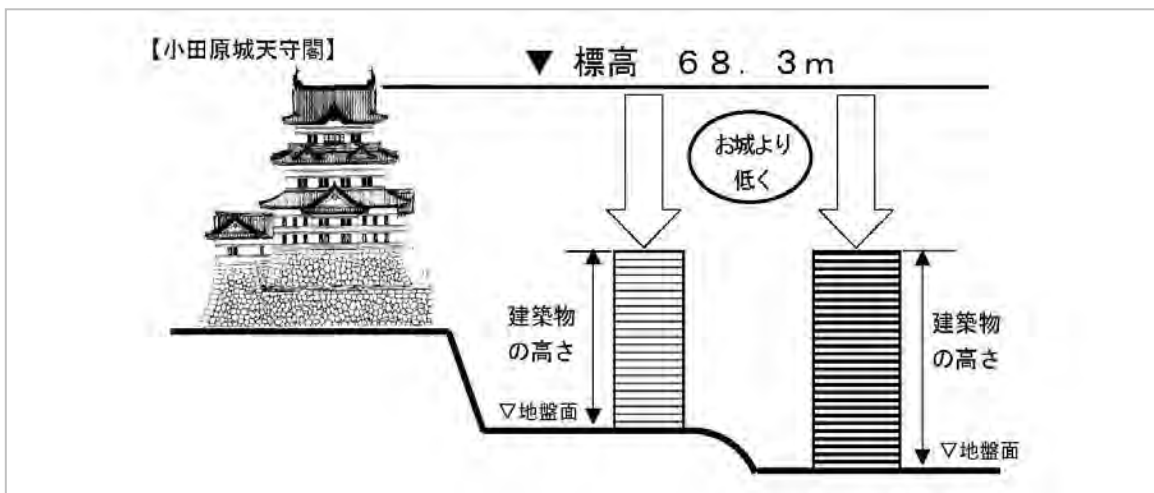 【小田原城天守閣】
▼ 標高 68.3m
お城より
低く
建築物
の高さ
建築物
の高さ
▽地盤面
▽地盤面